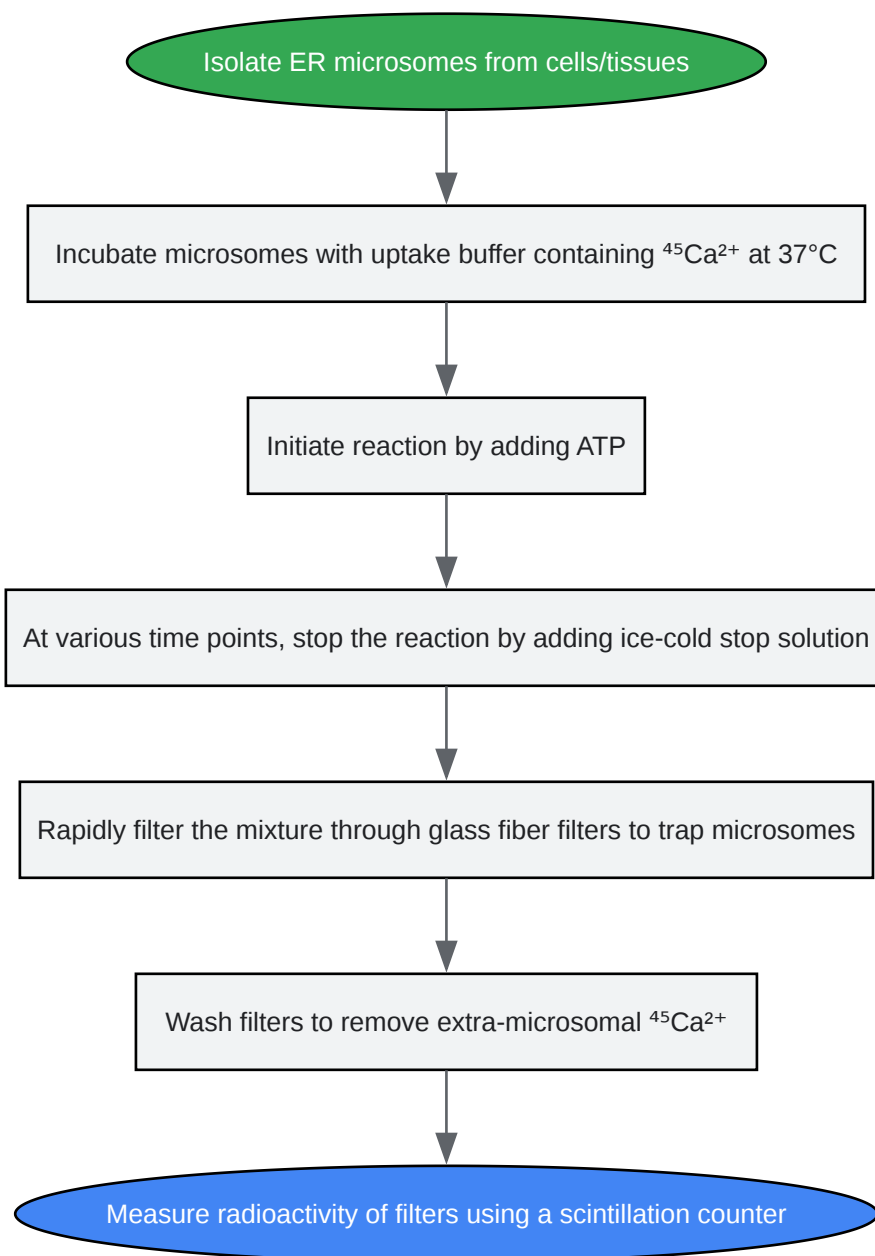 Isolate ER microsomes from cells/tissues
Incubate microsomes with uptake buffer containing ⁴⁵Ca²⁺ at 37°C
Initiate reaction by adding ATP
At various time points, stop the reaction by adding ice-cold stop solution
Rapidly filter the mixture through glass fiber filters to trap microsomes
Wash filters to remove extra-microsomal ⁴⁵Ca²⁺
Measure radioactivity of filters using a scintillation counter